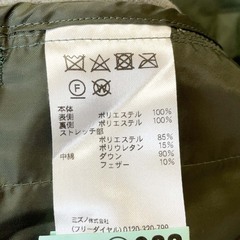 F W
本体
表側 ポリエステル 100%
裏側 ポリエステル 100%
ストレッチ部
ポリエステル 85%
ポリウレタン 15%
中綿 ダウン 90%
フェザー 10%
ミズノ株式会社
(フリーダイヤル) 0120-320-799